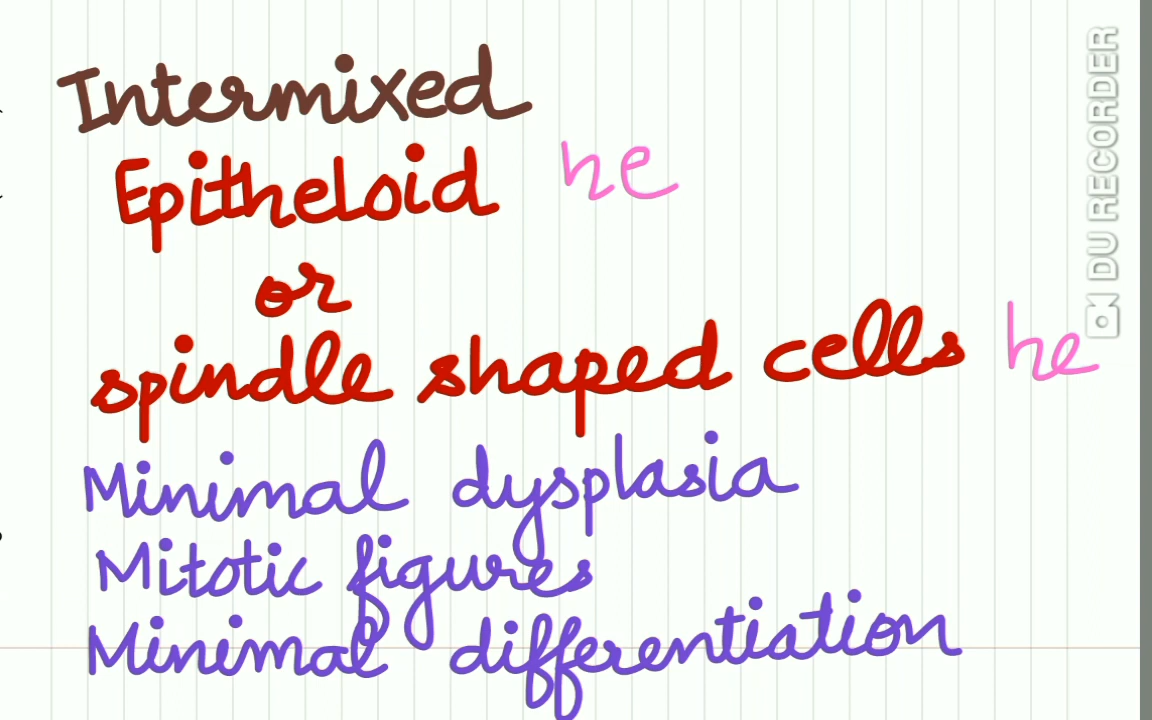 Intermixed
Epitheloid he
or
spindle shaped cells he
Minimal dysplasia
Mitotic figures
Minimal differentiation
DU RECORDER